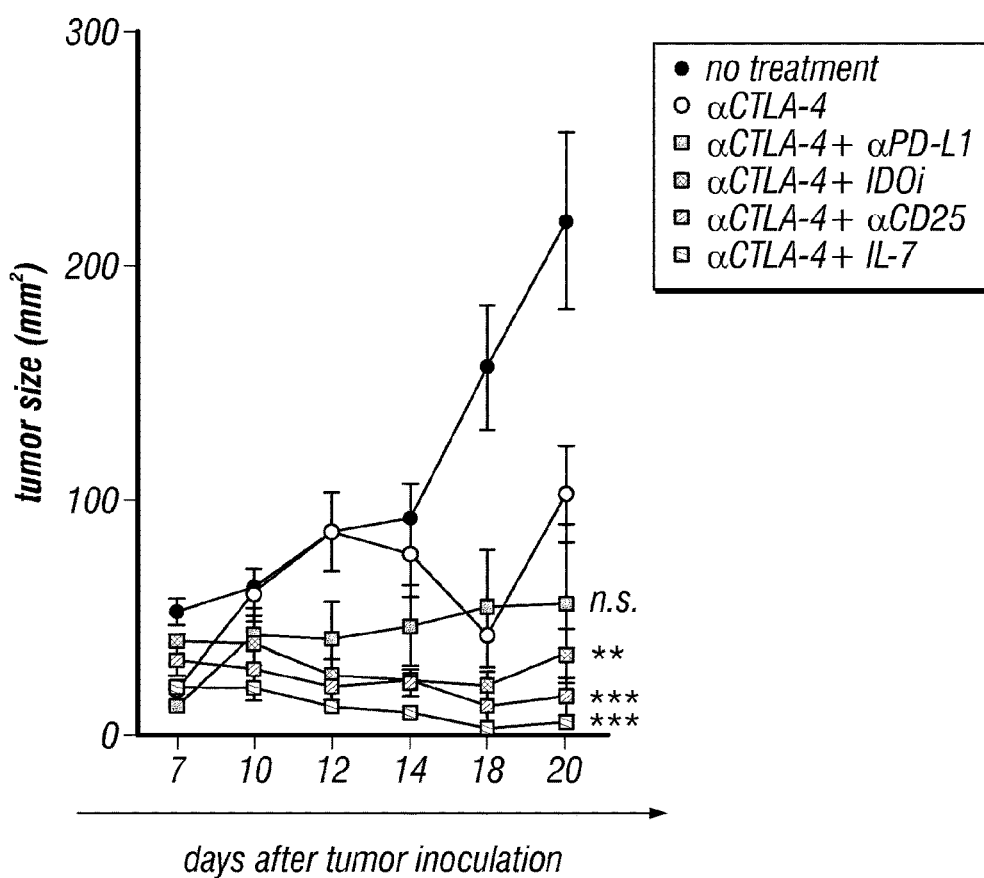 300
200
100
0
tumor size (mm²)
no treatment
αCTLA-4
αCTLA-4 + αPD-L1
αCTLA-4 + IDOi
αCTLA-4 + αCD25
αCTLA-4 + IL-7
n.s.
**
***
***
7 10 12 14 18 20
days after tumor inoculation